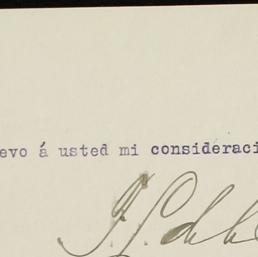 evo á usted mi consideraci